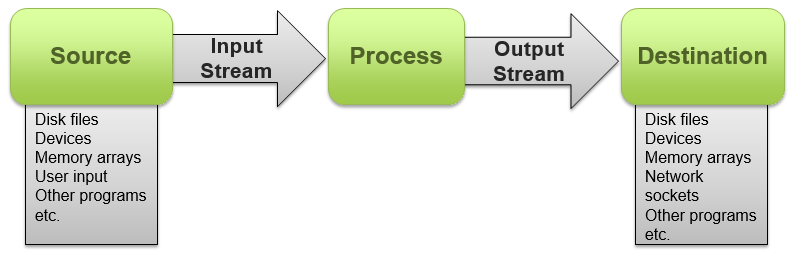 Source
Input
Stream
Process
Output
Stream
Destination
Disk files
Devices
Memory arrays
User input
Other programs
etc.
Disk files
Devices
Memory arrays
Network
sockets
Other programs
etc.